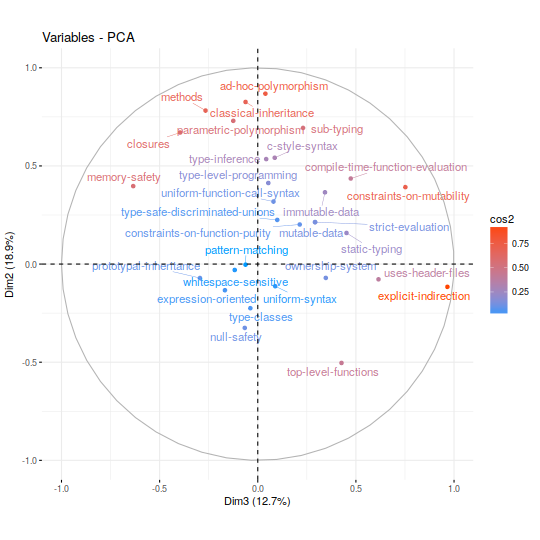 Variables - PCA
1.0
0.5
0.0
-0.5
-1.0
Dim2 (18.9%)
ad-hoc-polymorphism
methods
classical-inheritance
parametric-polymorphism
sub-typing
closures
c-style-syntax
type-inference
compile-time-function-evaluation
memory-safety
type-level-programming
uniform-function-call-syntax
constraints-on-mutability
type-safe-discriminated-unions
immutable-data
strict-evaluation
constraints-on-function-purity
mutable-data
pattern-matching
static-typing
prototypal-inheritance
ownership-system
uses-header-files
whitespace-sensitive
explicit-indirection
expression-oriented
uniform-syntax
type-classes
null-safety
top-level-functions
-1.0
-0.5
0.0
0.5
1.0
Dim3 (12.7%)
cos2
0.75
0.50
0.25